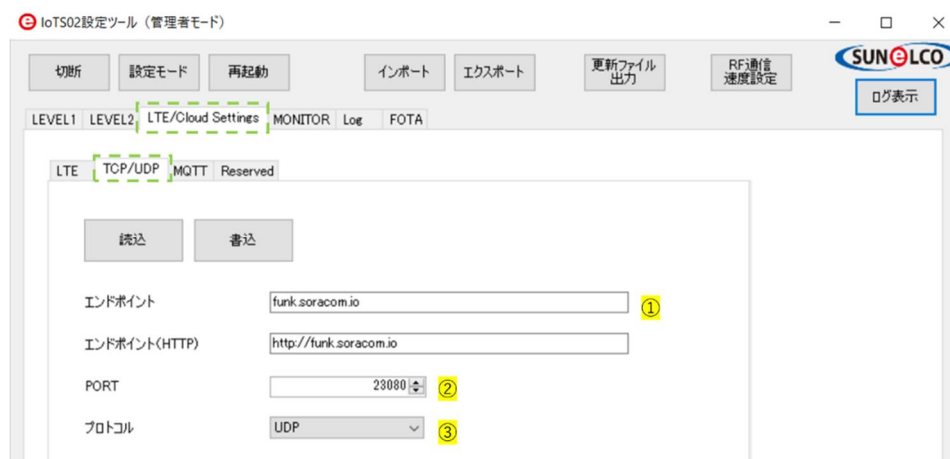 e IoTS02設定ツール（管理者モード）
SUNeLCO
切断 設定モード 再起動 インポート エクスポート 更新ファイル出力 RF通信速度設定
ログ表示
LEVEL1 LEVEL2 LTE/Cloud Settings MONITOR Log FOTA
LTE TCP/UDP MQTT Reserved
読込 書込
エンドポイント funk.soracom.io ①
エンドポイント(HTTP) http://funk.soracom.io
PORT 23080 ②
プロトコル UDP ③